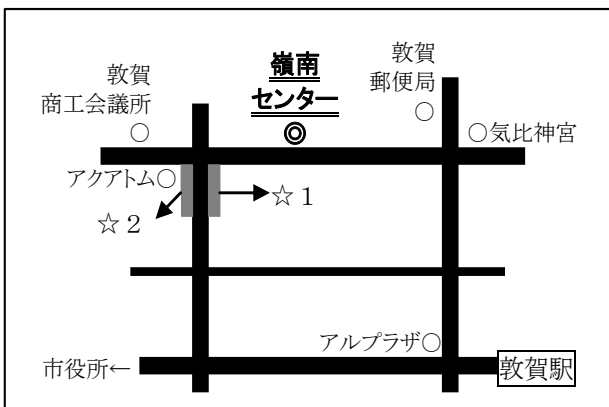 敦賀
商工会議所
○
嶺南
センター
◎
敦賀
郵便局
○
○気比神宮
アクアトム○
☆1
☆2
アルプラザ○
市役所←
敦賀駅